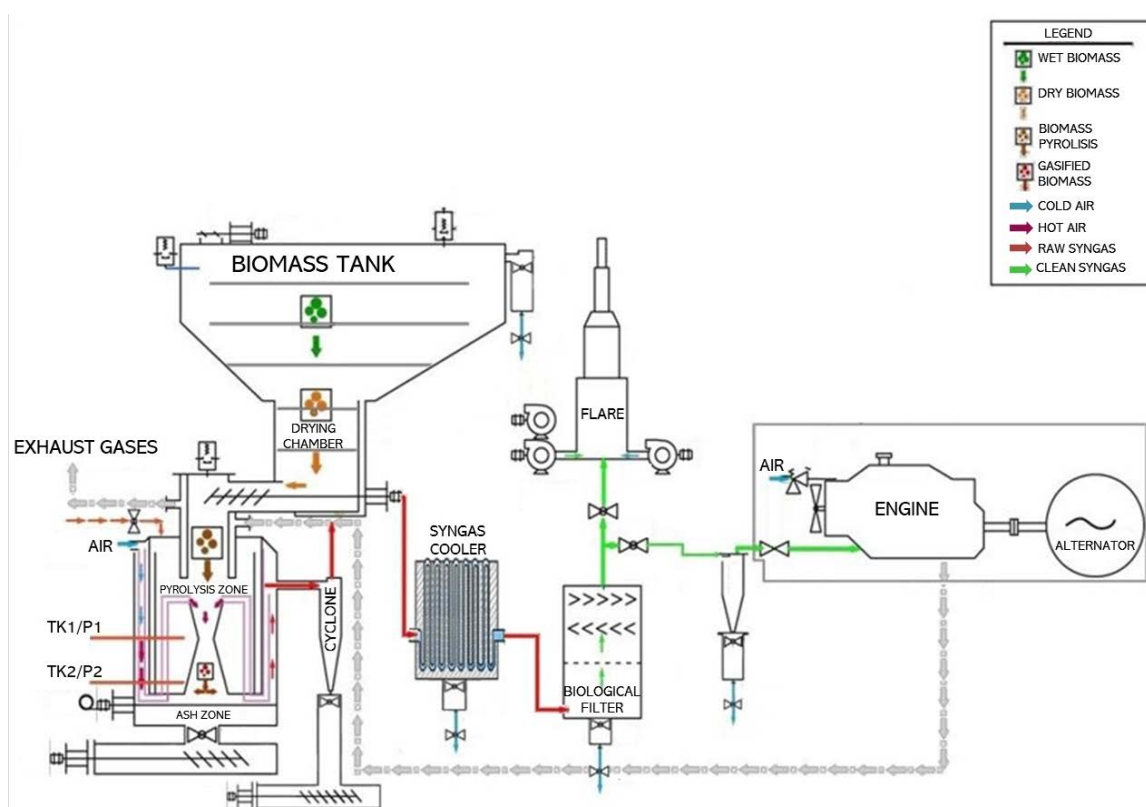 LEGEND
WET BIOMASS
DRY BIOMASS
BIOMASS
PYROLISIS
GASIFIED
BIOMASS
COLD AIR
HOT AIR
RAW SYNGAS
CLEAN SYNGAS
BIOMASS TANK
DRYING
CHAMBER
FLARE
EXHAUST GASES
AIR
ENGINE
ALTERNATOR
SYNGAS
COOLER
AIR
PYROLYSIS ZONE
CYCLONE
TK1/P1
TK2/P2
BIOLOGICAL
FILTER
ASH ZONE